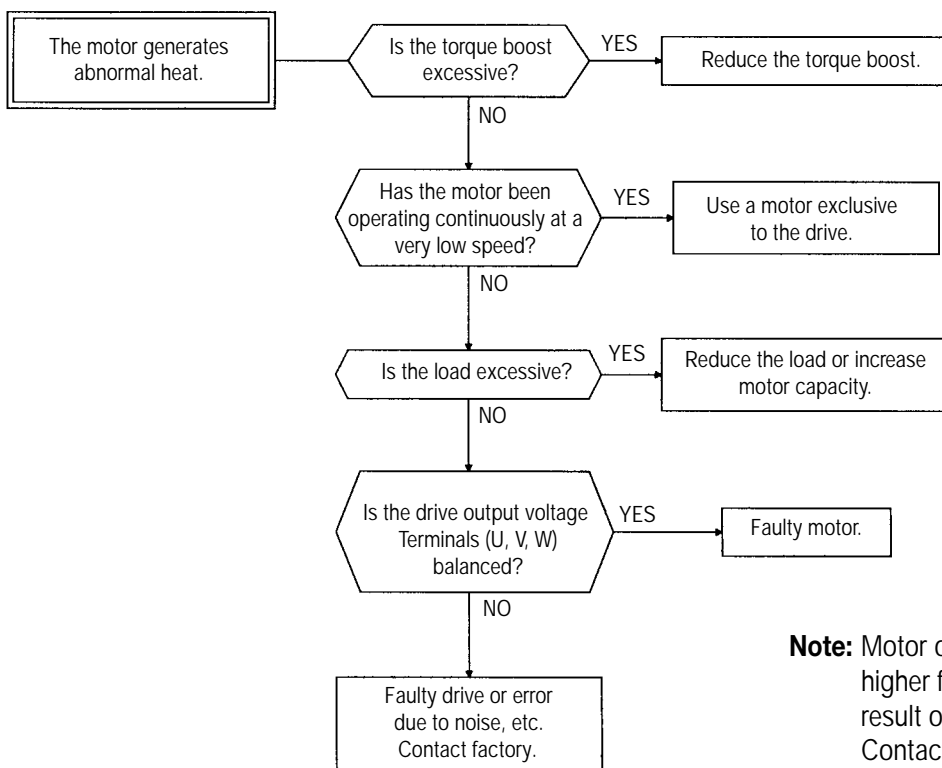 The motor generates
abnormal heat.
Is the torque boost
excessive?
YES
Reduce the torque boost.
NO
Has the motor been
operating continuously at a
very low speed?
YES
Use a motor exclusive
to the drive.
NO
Is the load excessive?
YES
Reduce the load or increase
motor capacity.
NO
Is the drive output voltage
Terminals (U, V, W)
balanced?
YES
Faulty motor.
NO
Faulty drive or error
due to noise, etc.
Contact factory.
Note: Motor
higher
result
Contac